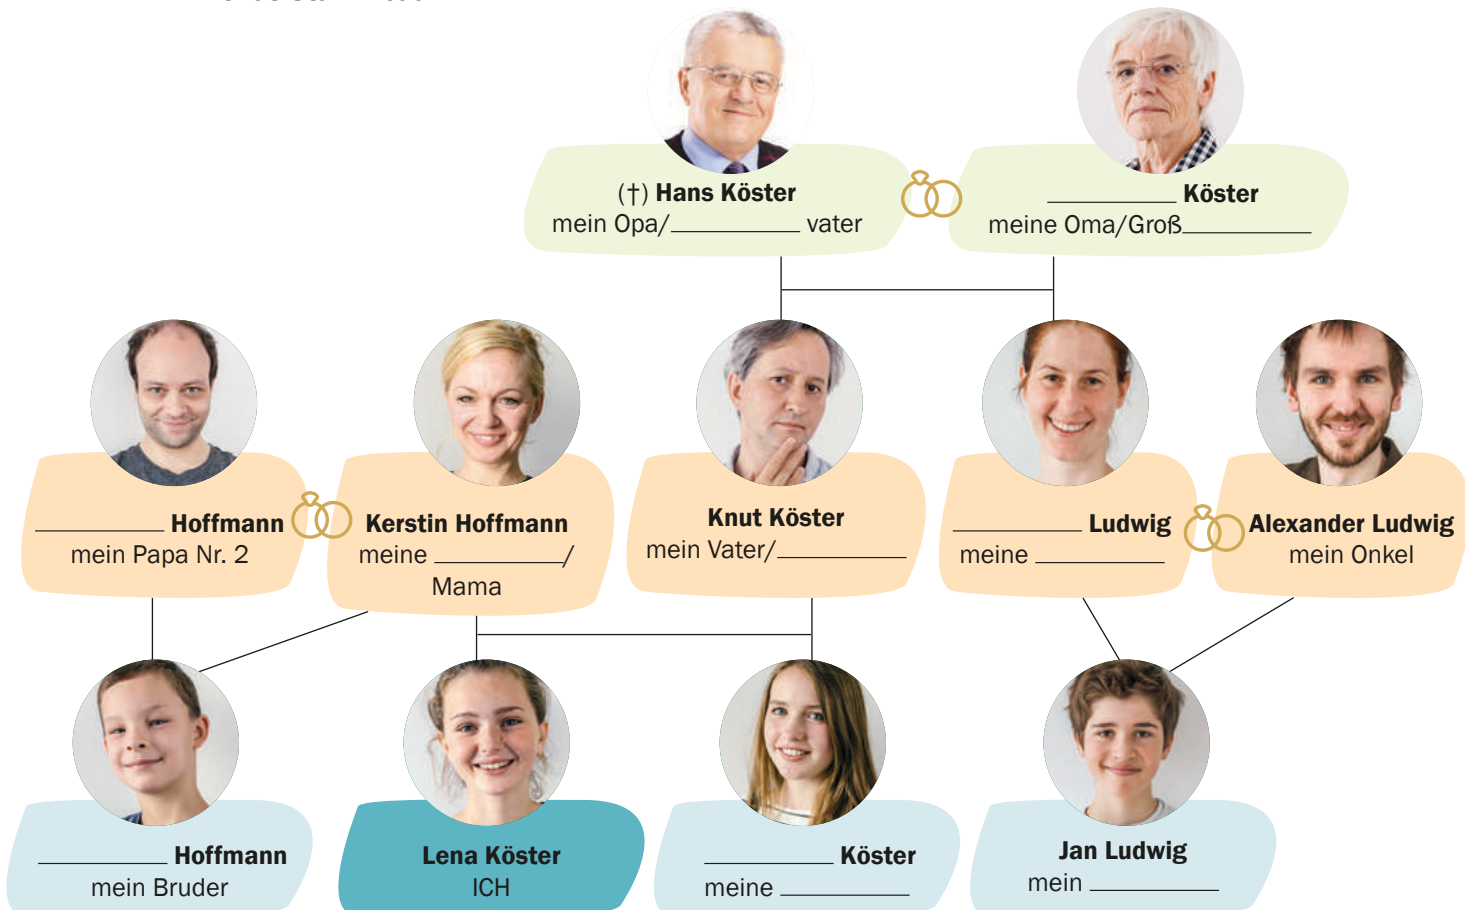 (†) Hans Köster
mein Opa/__________ vater
__________ Köster
meine Oma/Groß__________
__________ Hoffmann
mein Papa Nr. 2
Kerstin Hoffmann
meine __________/
Mama
Knut Köster
mein Vater/__________
__________ Ludwig
meine __________
Alexander Ludwig
mein Onkel
__________ Hoffmann
mein Bruder
Lena Köster
ICH
__________ Köster
meine __________
Jan Ludwig
mein __________